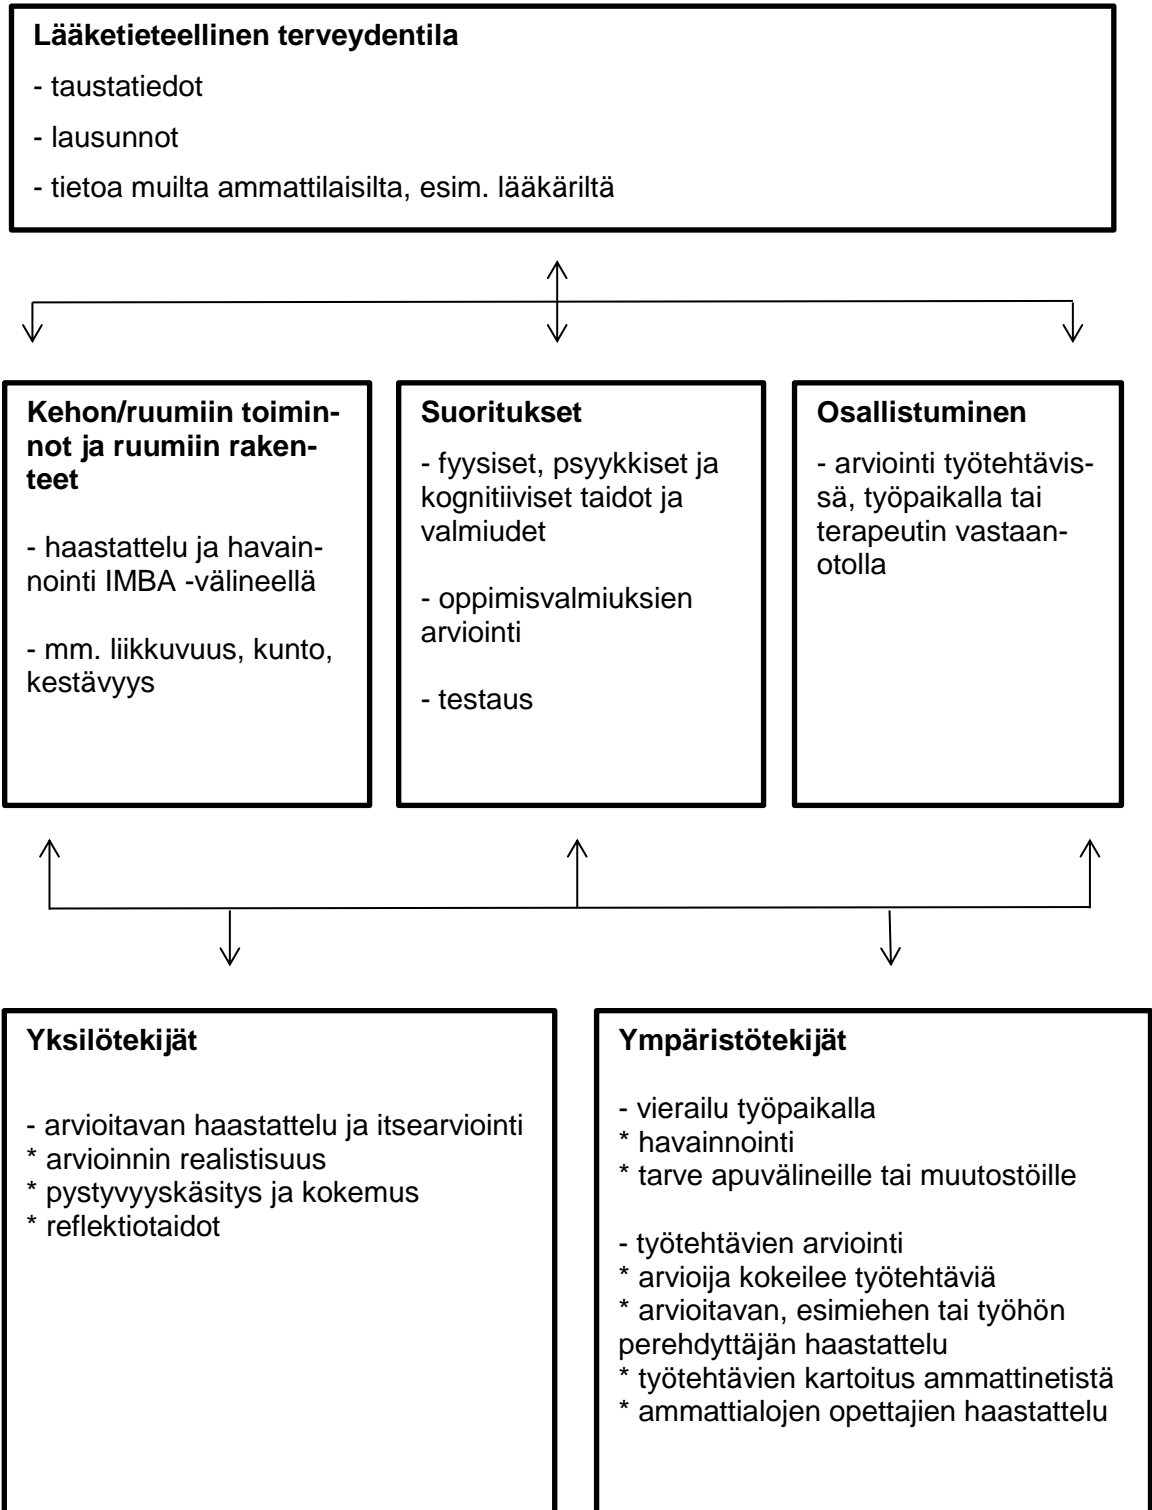 Lääketieteellinen terveydentila
- taustatiedot
- lausunnot
- tietoa muilta ammattilaisilta, esim. lääkäriltä
Kehon/ruumiin toimin-
not ja ruumiin raken-
teet
- haastattelu ja havain-
nointi IMBA -välineellä
- mm. liikkuvuus, kunto,
kestävyys
Suoritukset
- fyysiset, psyykkiset ja
kognitiiviset taidot ja
valmiudet
- oppimisvalmiuksien
arviointi
- testaus
Osallistuminen
- arviointi työtehtävis-
sä, työpaikalla tai
terapeutin vastaan-
otolla
Yksilötekijät
- arvioitavan haastattelu ja itsearviointi
* arvioinnin realistisuus
* pystyvyyskäsitys ja kokemus
* reflektiotaidot
Ympäristötekijät
- vierailu työpaikalla
* havainnointi
* tarve apuvälineille tai muutostöille
- työtehtävien arviointi
* arvioija kokeilee työtehtäviä
* arvioitavan, esimiehen tai työhön
perehdyttäjän haastattelu
* työtehtävien kartoitus ammattinetistä
* ammattialojen opettajien haastattelu